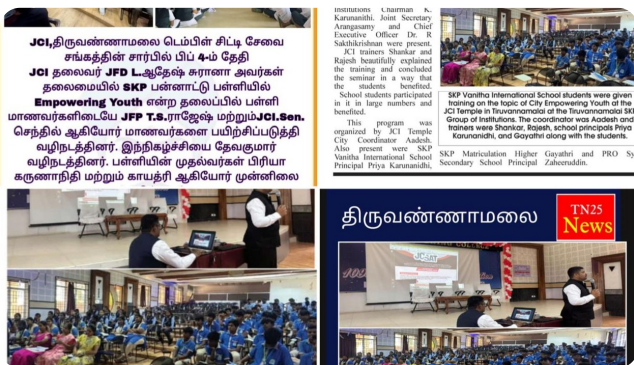 JCI,திருவண்ணாமலை டெம்பிள் சிட்டி சேவை
சங்கத்தின் சார்பில் பிப் 4-ம் தேதி
JCI தலைவர் JFD L.ஆதேஷ் சுரானா அவர்கள்
தலைமையில் SKP பன்னாட்டு பள்ளியில்
Empowering Youth என்ற தலைப்பில் பள்ளி
மாணவர்களிடையே JFP T.S.ராஜேஷ் மற்றும்JCI.Sen.
செந்தில் ஆகியோர் மாணவர்களை பயிற்சிப்படுத்தி
வழிநடத்தினர். இந்நிகழ்ச்சியை தேவகுமார்
வழிநடத்தினர். பள்ளியின் முதல்வர்கள் பிரியா
கருணாநிதி மற்றும் காயத்ரி ஆகியோர் முன்னிலை
Institutions Chairman K.
Karunanithi, Joint Secretary
Arangasamy and Chief
Executive Officer Dr. R
Sakthikrishnan were present.
JCI trainers Shankar and
Rajesh beautifully explained
the training and concluded
the seminar in a way that
the students benefited.
School students participated
in it in large numbers and
benefited.
This program was
organized by JCI Temple
City Coordinator Aadesh.
Also present were SKP
Vanitha International School
Principal Priya Karunanidhi,
SKP Vanitha International School students were given
training on the topic of City Empowering Youth at the
JCI Temple in Tiruvannamalai at the Tiruvannamalai SKP
Group of Institutions. The coordinator was Aadesh and
trainers were Shankar, Rajesh, school principals Priya
Karunanidhi, and Gayathri along with the students.
SKP Matriculation Higher
Secondary School Principal
Gayathri and PRO Sy
Zaheeruddin.
திருவண்ணாமலை
TN25
News